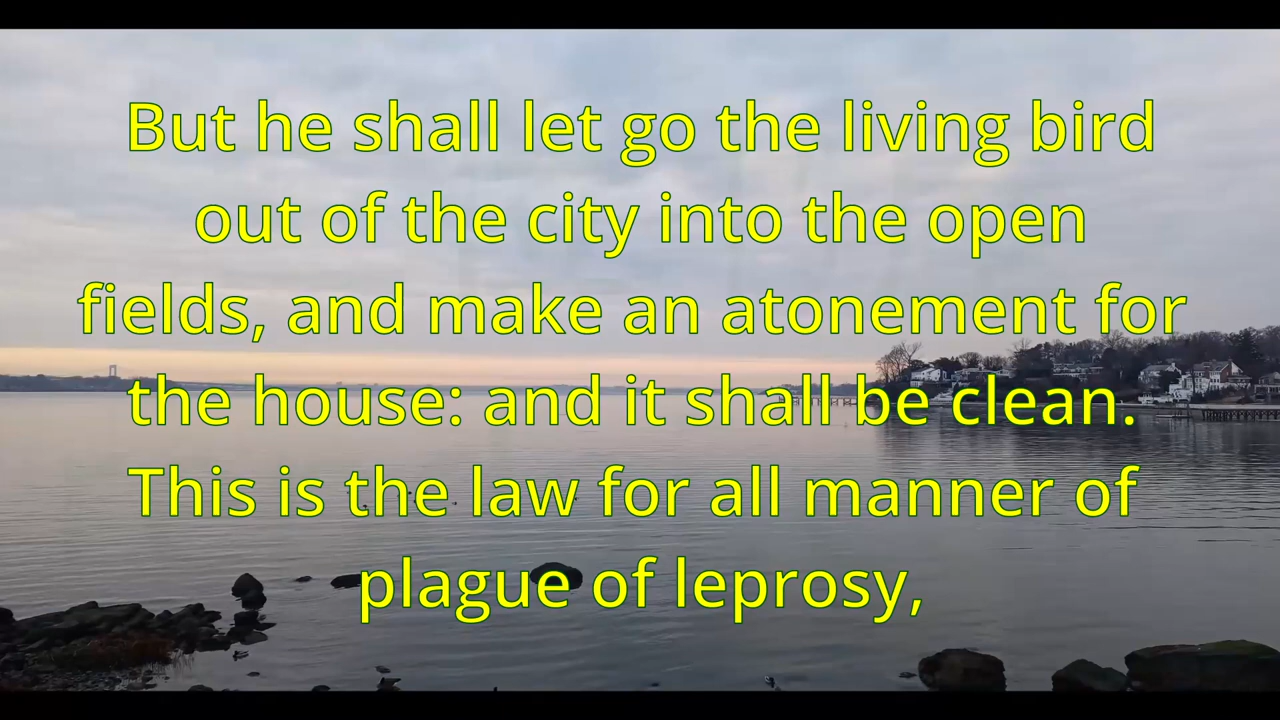 But he shall let go the living bird
out of the city into the open
fields, and make an atonement for
the house: and it shall be clean.
This is the law for all manner of
plague of leprosy,